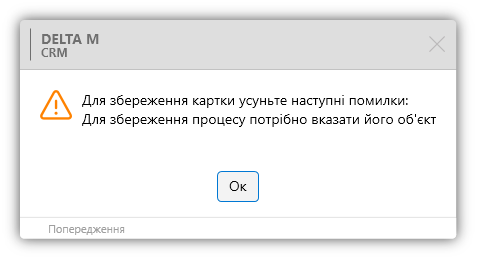 DELTA M
CRM
Для збереження картки усуньте наступні помилки:
Для збереження процесу потрібно вказати його об'єкт
Ок
Попередження